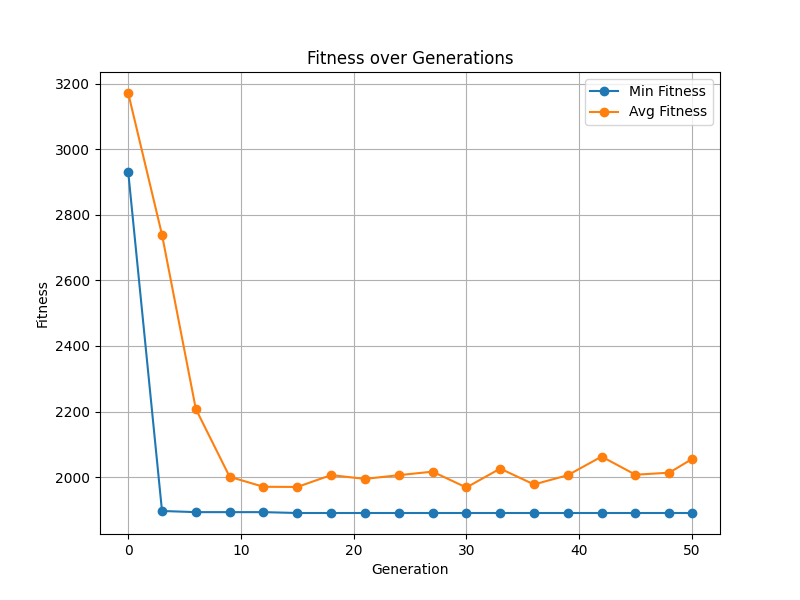 Fitness over Generations
Min Fitness
Avg Fitness
3200
3000
2800
2600
2400
2200
2000
Fitness
0 10 20 30 40 50
Generation